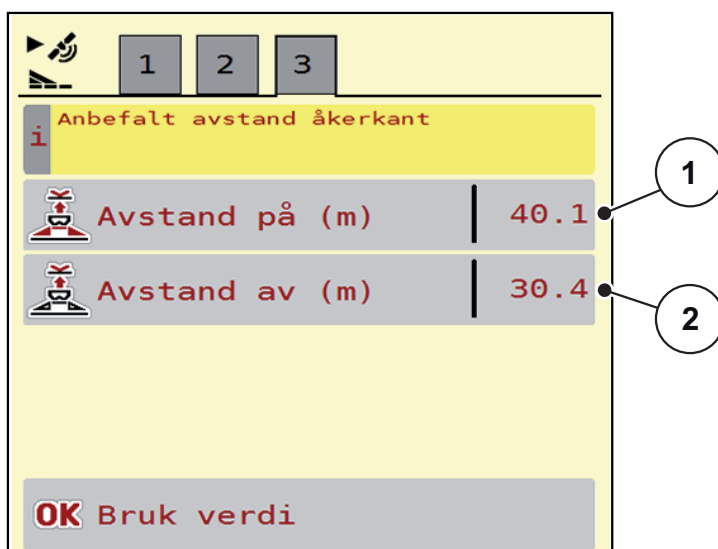 1 2 3
i Anbefalt avstand åkerkant
Avstand på (m) 40.1
1
Avstand av (m) 30.4
2
OK Bruk verdi